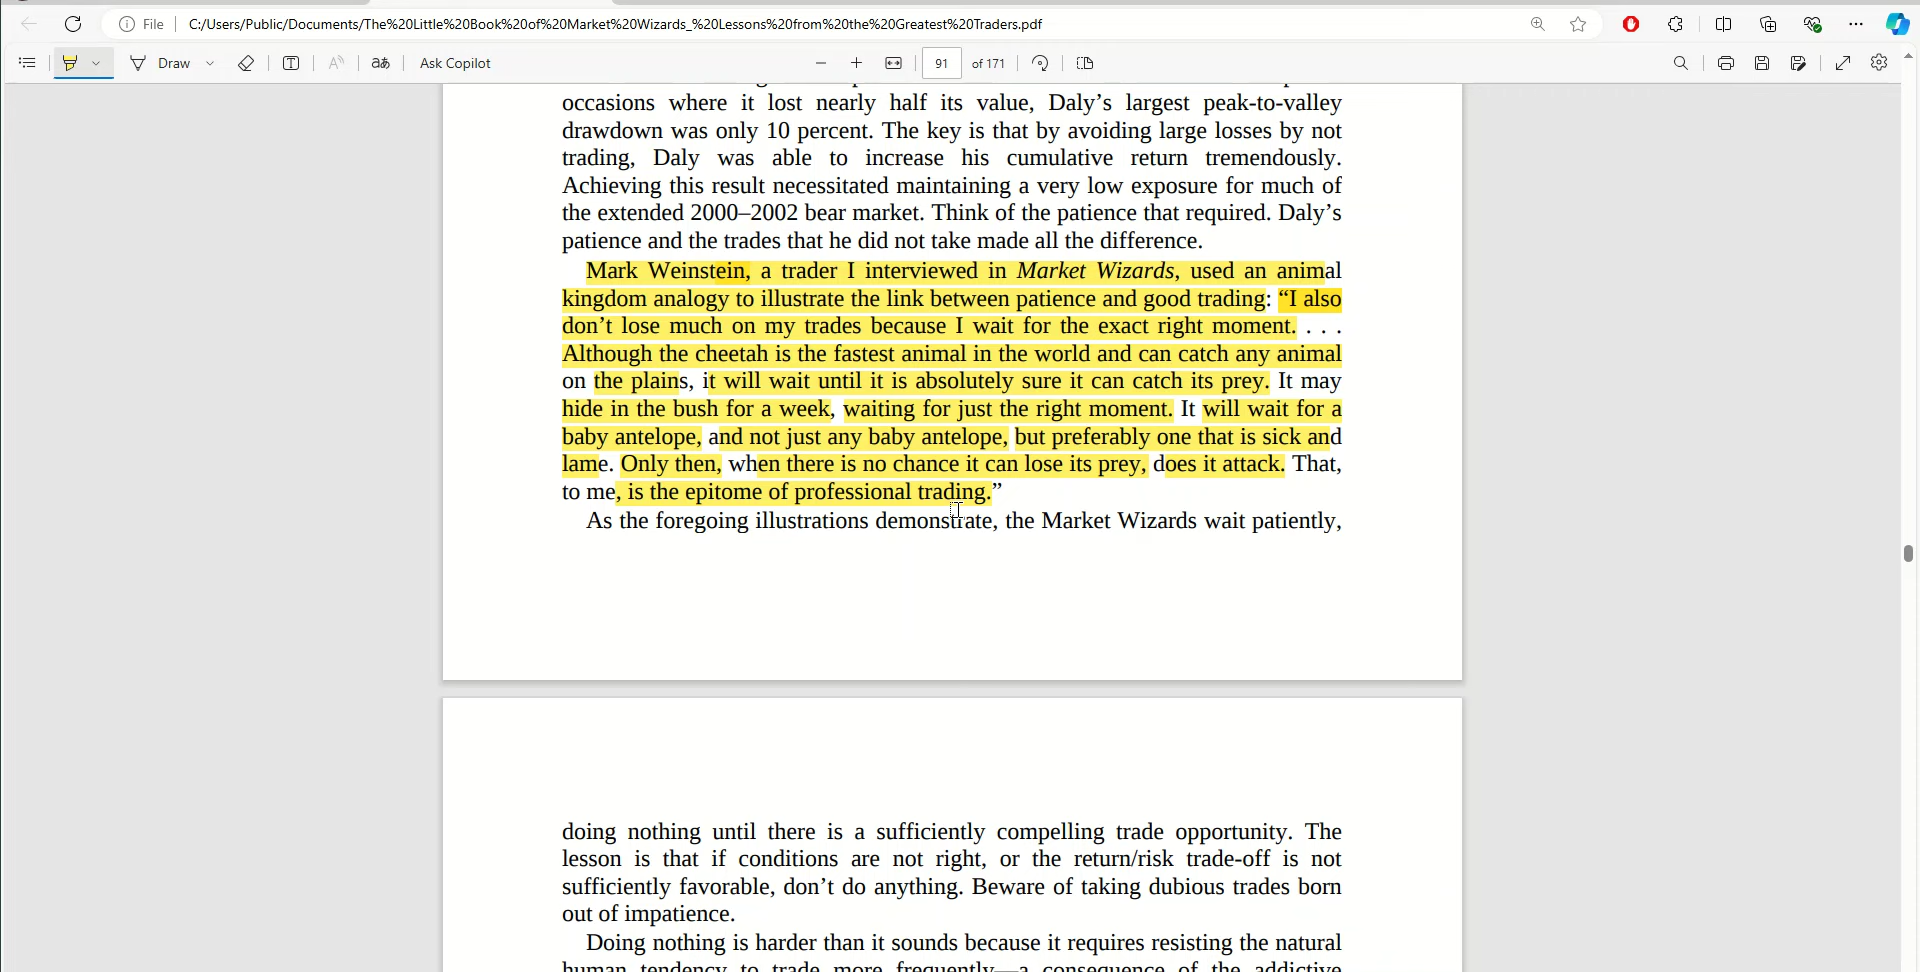 File
C:/Users/Public/Documents/The%20Little%20Book%20of%20Market%20Wizards_%20Lessons%20from%20the%20Greatest%20Traders.pdf
Draw
Ask Copilot
91 of 171
occasions where it lost nearly half its value, Daly’s largest peak-to-valley
drawdown was only 10 percent. The key is that by avoiding large losses by not
trading, Daly was able to increase his cumulative return tremendously.
Achieving this result necessitated maintaining a very low exposure for much of
the extended 2000–2002 bear market. Think of the patience that required. Daly’s
patience and the trades that he did not take made all the difference.
Mark Weinstein, a trader I interviewed in Market Wizards, used an animal
kingdom analogy to illustrate the link between patience and good trading: “I also
don’t lose much on my trades because I wait for the exact right moment. . . .
Although the cheetah is the fastest animal in the world and can catch any animal
on the plains, it will wait until it is absolutely sure it can catch its prey. It may
hide in the bush for a week, waiting for just the right moment. It will wait for a
baby antelope, and not just any baby antelope, but preferably one that is sick and
lame. Only then, when there is no chance it can lose its prey, does it attack. That,
to me, is the epitome of professional trading.”
As the foregoing illustrations demonstrate, the Market Wizards wait patiently,
doing nothing until there is a sufficiently compelling trade opportunity. The
lesson is that if conditions are not right, or the return/risk trade-off is not
sufficiently favorable, don’t do anything. Beware of taking dubious trades born
out of impatience.
Doing nothing is harder than it sounds because it requires resisting the natural
human tendency to trade more frequently—a consequence of the addictive